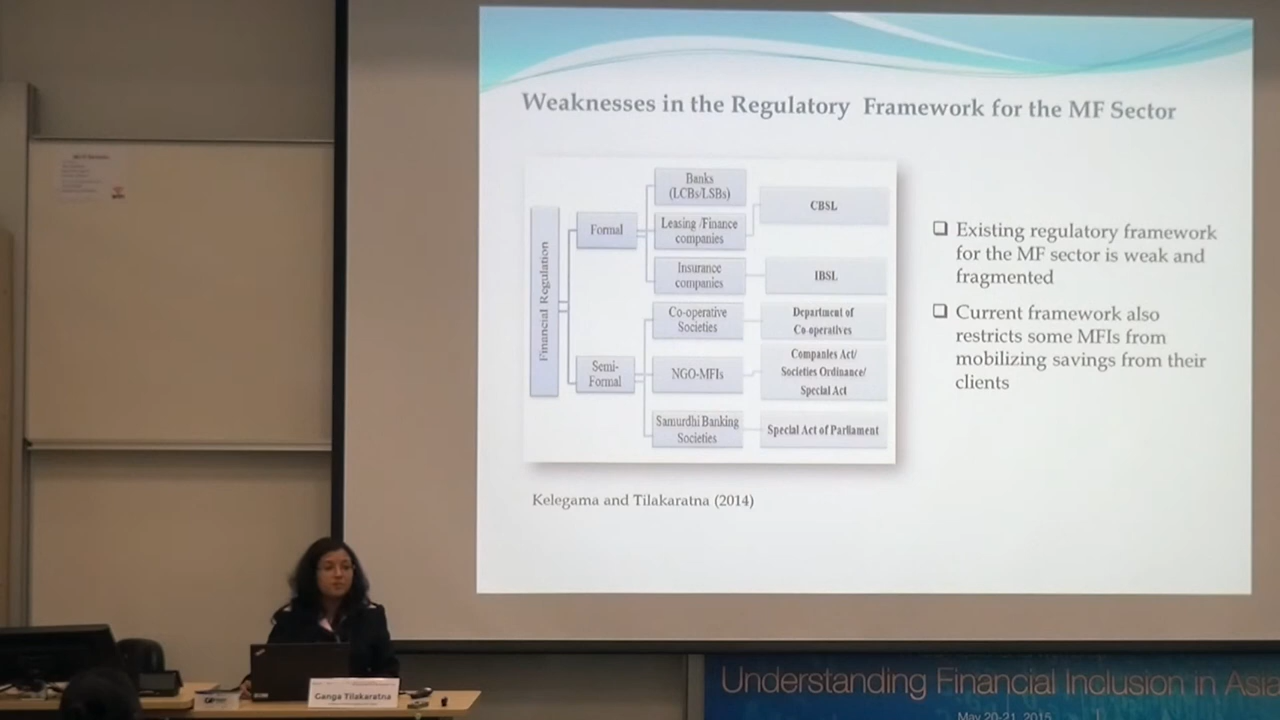 Weaknesses in the Regulatory Framework for the MF Sector
Financial Regulation
Formal
Semi-
Formal
Banks
(LCBs/LSBs)
Leasing /Finance
companies
Insurance
companies
Co-operative
Societies
NGO-MFIs
Samurdhi Banking
Societies
CBSL
IBSL
Department of
Co-operatives
Companies Act/
Societies Ordinance/
Special Act
Special Act of Parliament
Existing regulatory framework
for the MF sector is weak and
fragmented
Current framework also
restricts some MFIs from
mobilizing savings from their
clients
Kelegama and Tilakaratna (2014)
Ganga Tilakaratna
Understanding Financial Inclusion in Asia
May 20-21, 2015